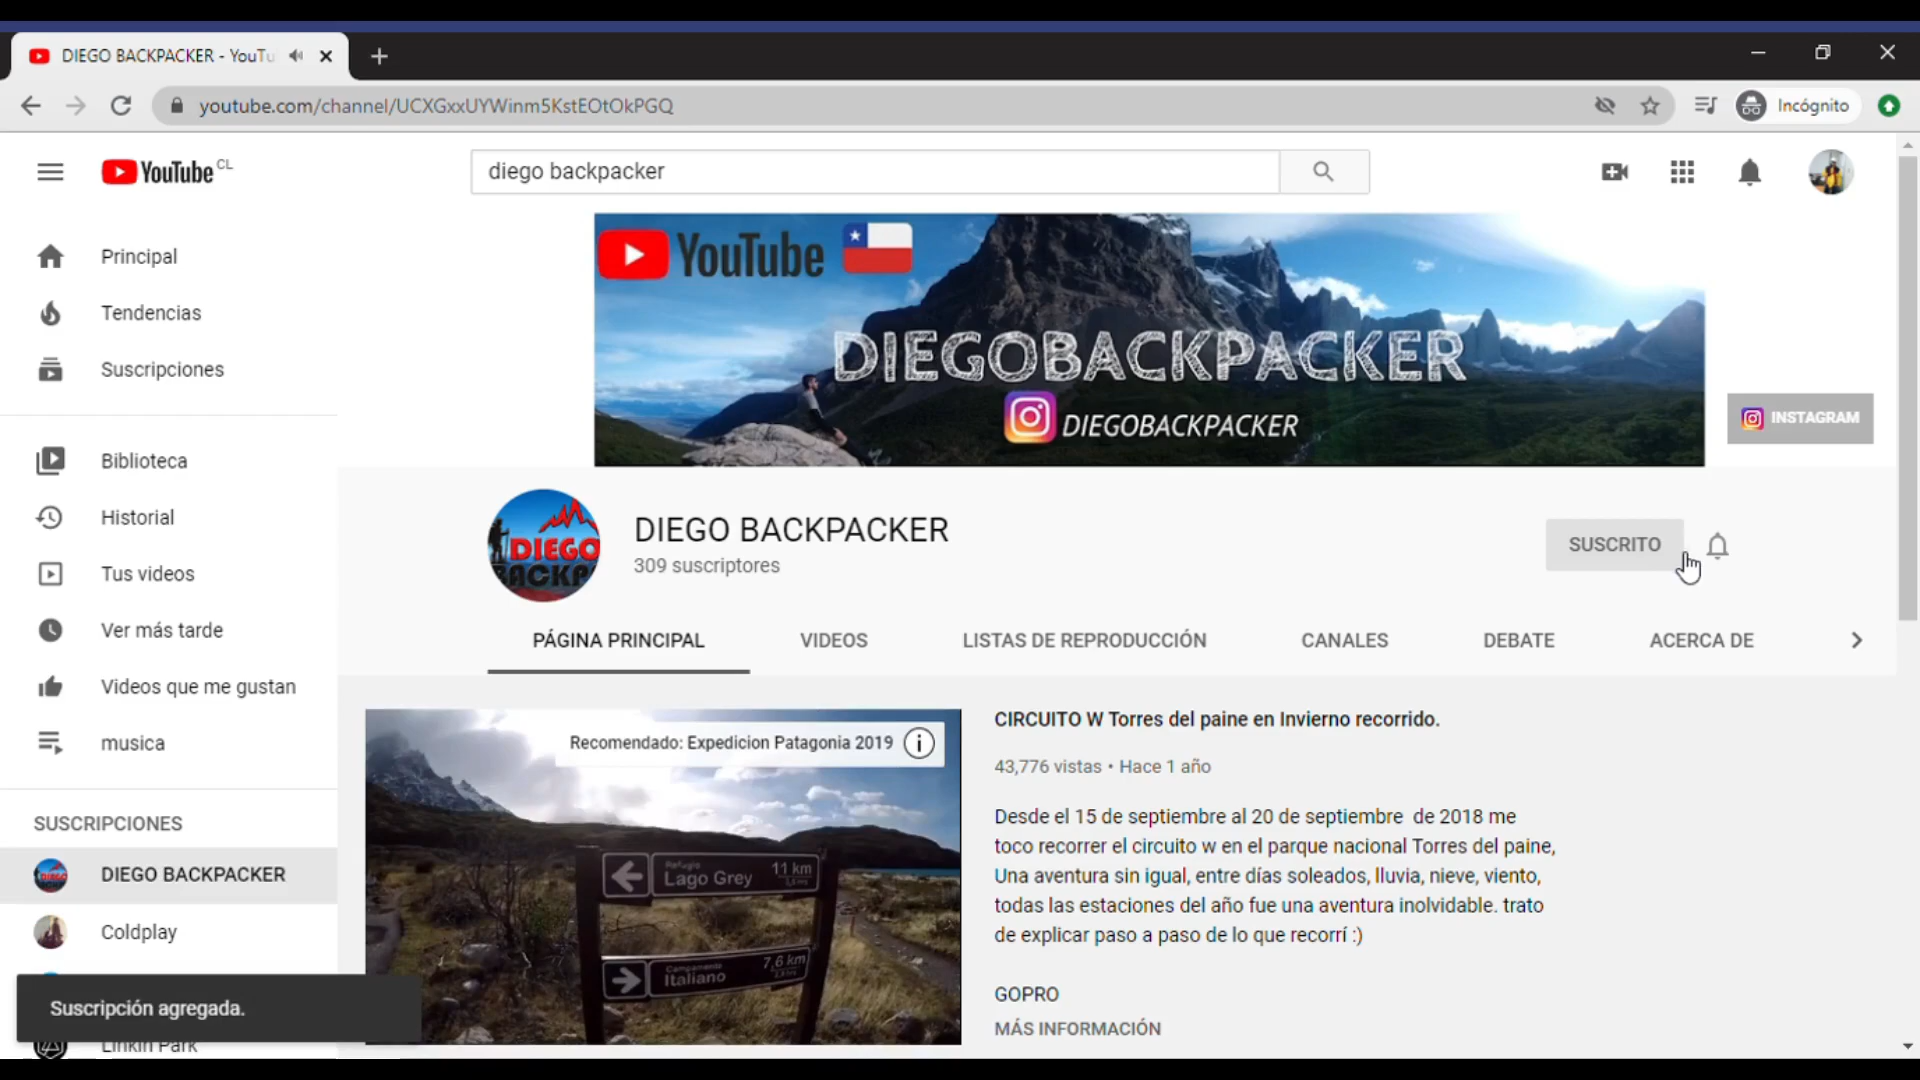 DIEGO BACKPACKER - YouTu
youtube.com/channel/UCXGxxUYWinm5KstEOtOkPGQ
Incógnito
YouTube CL
diego backpacker
Principal
Tendencias
Suscripciones
Biblioteca
Historial
Tus videos
Ver más tarde
Videos que me gustan
musica
SUSCRIPCIONES
DIEGO BACKPACKER
Coldplay
Linkin Park
Suscripción agregada.
YouTube
DIEGOBACKPACKER
DIEGOBACKPACKER
INSTAGRAM
DIEGO
BACKP
DIEGO BACKPACKER
309 suscriptores
SUSCRITO
PÁGINA PRINCIPAL
VIDEOS
LISTAS DE REPRODUCCIÓN
CANALES
DEBATE
ACERCA DE
Recomendado: Expedicion Patagonia 2019
Refugio
Lago Grey 11 km
Campamento
Italiano 7,6 km
CIRCUITO W Torres del paine en Invierno recorrido.
43,776 vistas • Hace 1 año
Desde el 15 de septiembre al 20 de septiembre de 2018 me
toco recorrer el circuito w en el parque nacional Torres del paine,
Una aventura sin igual, entre días soleados, lluvia, nieve, viento,
todas las estaciones del año fue una aventura inolvidable. trato
de explicar paso a paso de lo que recorrí :)
GOPRO
MÁS INFORMACIÓN